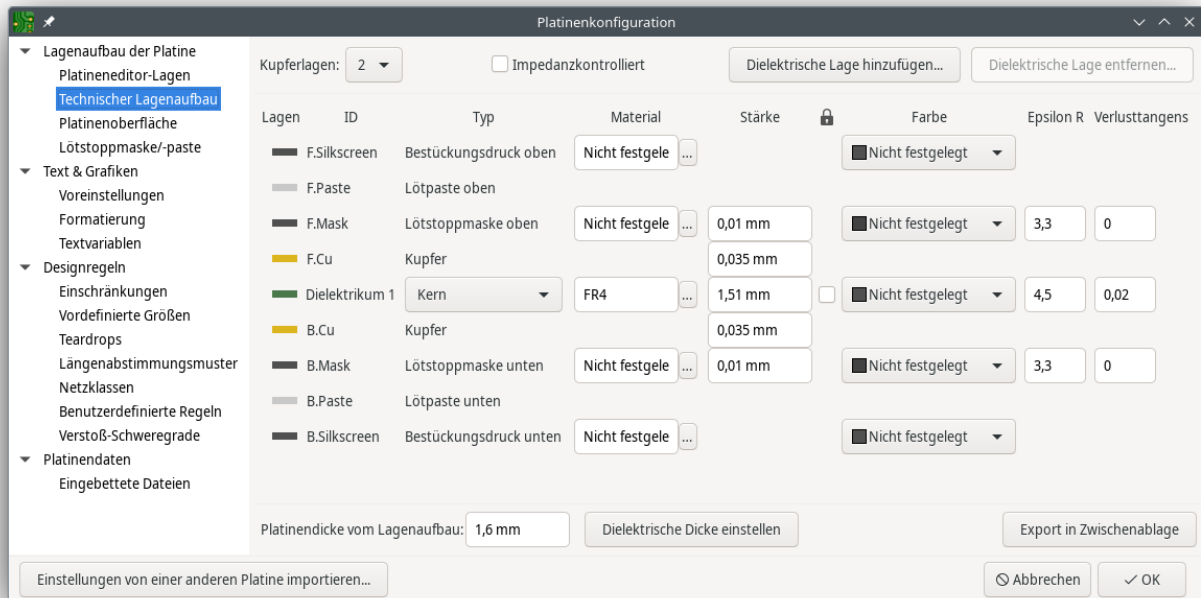 Platinenkonfiguration
Lagenaufbau der Platine
Platineneditor-Lagen
Technischer Lagenaufbau
Platinenoberfläche
Lötstoppmaske/-paste
Text & Grafiken
Voreinstellungen
Formatierung
Textvariablen
Designregeln
Einschränkungen
Vordefinierte Größen
Teardrops
Längenabstimmungsmuster
Netzklassen
Benutzerdefinierte Regeln
Verstoß-Schweregrade
Platinendaten
Eingebettete Dateien
Kupferlagen: 2 Impedanzkontrolliert Dielektrische Lage hinzufügen... Dielektrische Lage entfernen...
Lagen ID Typ Material Stärke Farbe Epsilon R Verlusttangens
F.Silkscreen Bestückungsdruck oben Nicht festgele ... Nicht festgelegt
F.Paste Lötpaste oben
F.Mask Lötstoppmaske oben Nicht festgele ... 0,01 mm Nicht festgelegt 3,3 0
F.Cu Kupfer 0,035 mm
Dielektrikum 1 Kern FR4 ... 1,51 mm Nicht festgelegt 4,5 0,02
B.Cu Kupfer 0,035 mm
B.Mask Lötstoppmaske unten Nicht festgele ... 0,01 mm Nicht festgelegt 3,3 0
B.Paste Lötpaste unten
B.Silkscreen Bestückungsdruck unten Nicht festgele ... Nicht festgelegt
Platinendicke vom Lagenaufbau: 1,6 mm Dielektrische Dicke einstellen Export in Zwischenablage
Einstellungen von einer anderen Platine importieren... Abbrechen OK